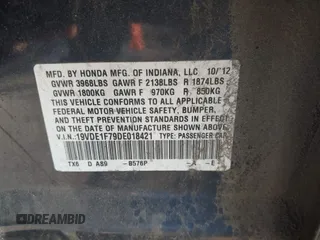 MFD. BY HONDA MFG. OF INDIANA, LLC 10/12
GVWR 3968LBS GAWR F 2138LBS R 1874LBS
GVWR 1800KG GAWR F 970KG R 850KG
THIS VEHICLE CONFORMS TO ALL APPLICABLE
FEDERAL MOTOR VEHICLE SAFETY, BUMPER,
AND THEFT PREVENTION STANDARDS IN EFFECT
ON THE DATE OF MANUFACTURE SHOWN ABOVE.
V.I.N.: 19VDE1F79DE018421 TYPE: PASSENGER CAR
TX6 D A89 -B576P -X -E
© AUTOBIDMASTER